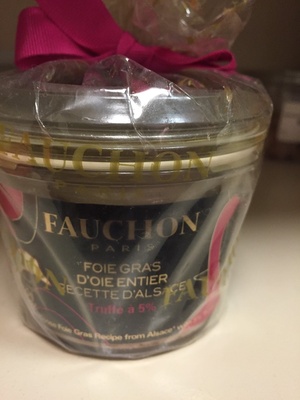 FAUCHON
FAUCHON
PARIS
"FOIE GRAS
D'OIE ENTIER
RECETTE D'ALSACE"
Truffé à 5%
Foie Gras Recipe from Alsace"